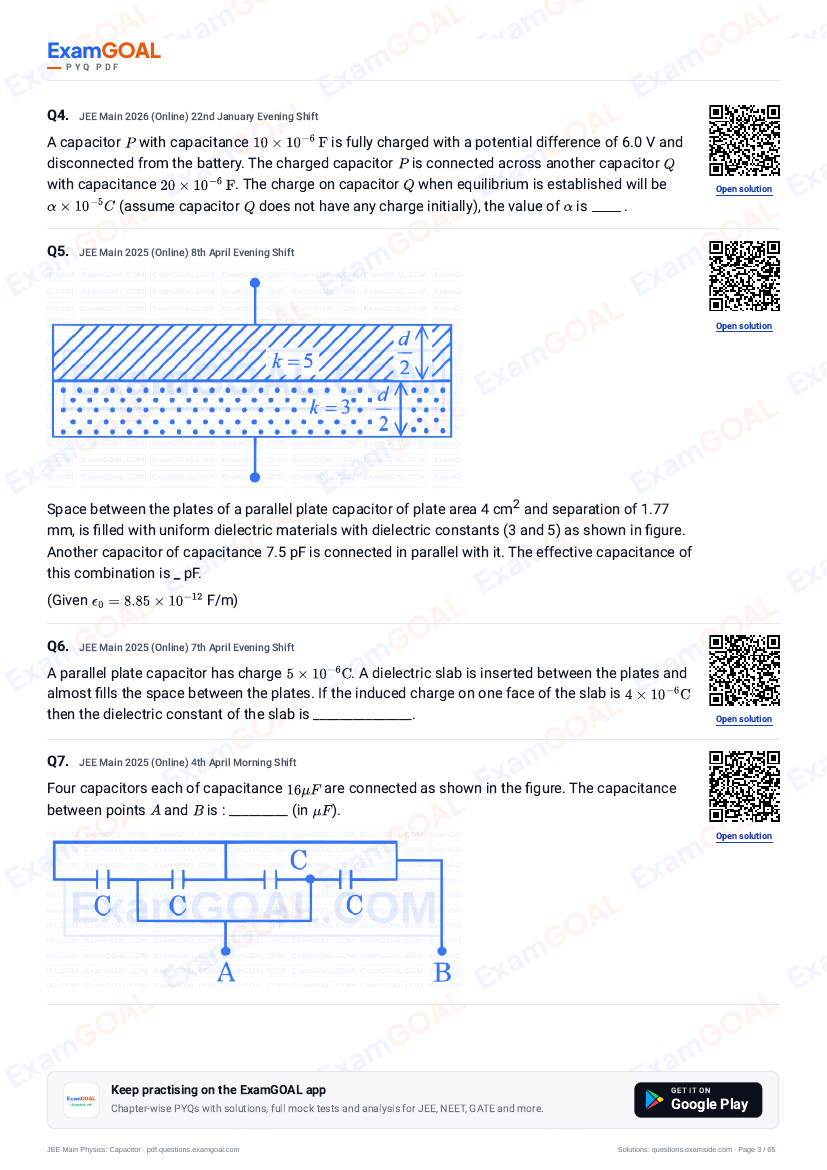 ExamGOAL
PYQ PDF
Q4. JEE Main 2026 (Online) 22nd January Evening Shift
A capacitor P with capacitance 10 × 10⁻⁶ F is fully charged with a potential difference of 6.0 V and
disconnected from the battery. The charged capacitor P is connected across another capacitor Q
with capacitance 20 × 10⁻⁶ F. The charge on capacitor Q when equilibrium is established will be
α × 10⁻⁵C (assume capacitor Q does not have any charge initially), the value of α is ____ .
Open solution
Q5. JEE Main 2025 (Online) 8th April Evening Shift
Open solution
k = 5
d/2
k = 3
d/2
Space between the plates of a parallel plate capacitor of plate area 4 cm² and separation of 1.77
mm, is filled with uniform dielectric materials with dielectric constants (3 and 5) as shown in figure.
Another capacitor of capacitance 7.5 pF is connected in parallel with it. The effective capacitance of
this combination is _ pF.
(Given ϵ₀ = 8.85 × 10⁻¹² F/m)
Q6. JEE Main 2025 (Online) 7th April Evening Shift
A parallel plate capacitor has charge 5 × 10⁻⁶C. A dielectric slab is inserted between the plates and
almost fills the space between the plates. If the induced charge on one face of the slab is 4 × 10⁻⁶C
then the dielectric constant of the slab is ______________.
Open solution
Q7. JEE Main 2025 (Online) 4th April Morning Shift
Four capacitors each of capacitance 16μF are connected as shown in the figure. The capacitance
between points A and B is : ________ (in μF).
Open solution
C
C C C
ExamGOAL.COM
A B
Keep practising on the ExamGOAL app
Chapter-wise PYQs with solutions, full mock tests and analysis for JEE, NEET, GATE and more.
GET IT ON
Google Play
JEE Main Physics: Capacitor · pdf.questions.examgoal.com
Solutions: questions.examside.com · Page 3 / 65